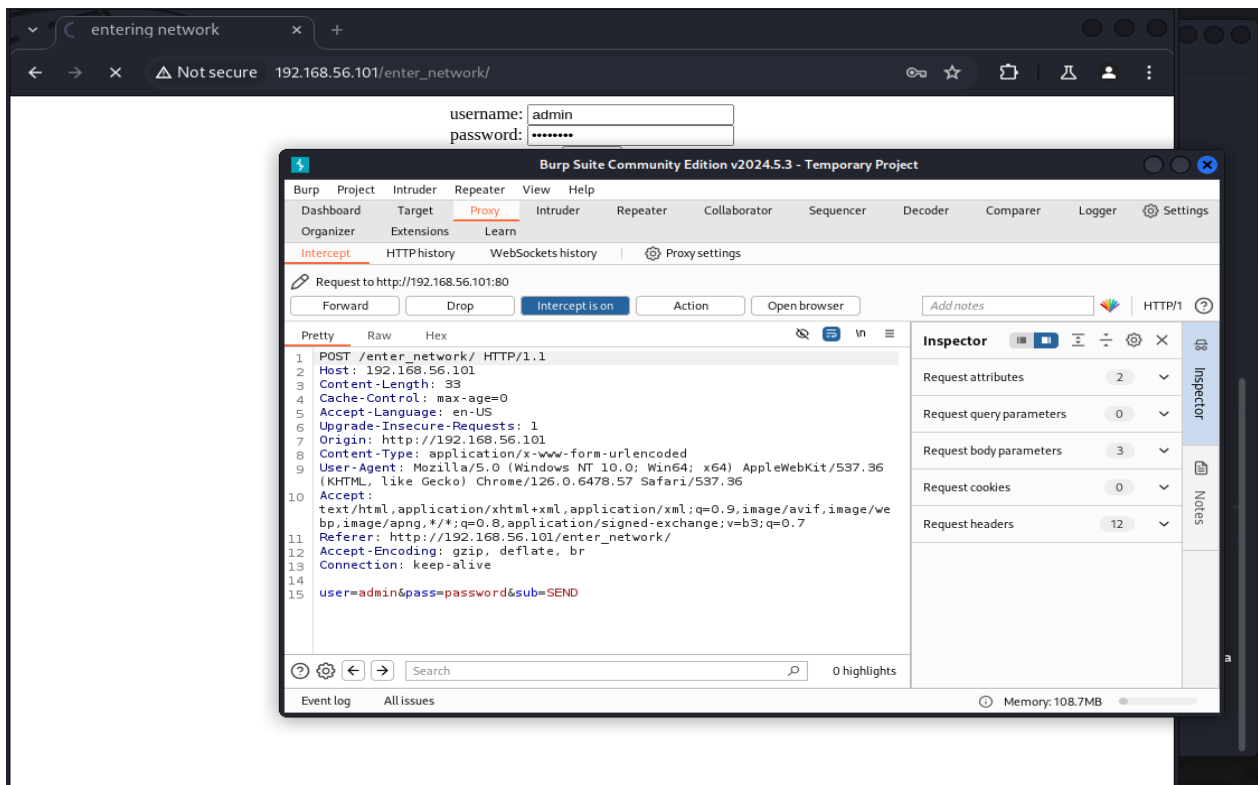 entering network
Not secure 192.168.56.101/enter_network/
username: admin
password: ••••••••
Burp Suite Community Edition v2024.5.3 - Temporary Project
Burp Project Intruder Repeater View Help
Dashboard Target Proxy Intruder Repeater Collaborator Sequencer Decoder Comparer Logger Settings
Organizer Extensions Learn
Intercept HTTP history WebSockets history Proxy settings
Request to http://192.168.56.101:80
Forward Drop Intercept is on Action Open browser Add notes HTTP/1
Pretty Raw Hex \n
Inspector
1 POST /enter_network/ HTTP/1.1
2 Host: 192.168.56.101
3 Content-Length: 33
4 Cache-Control: max-age=0
5 Accept-Language: en-US
6 Upgrade-Insecure-Requests: 1
7 Origin: http://192.168.56.101
8 Content-Type: application/x-www-form-urlencoded
9 User-Agent: Mozilla/5.0 (Windows NT 10.0; Win64; x64) AppleWebKit/537.36
(KHTML, like Gecko) Chrome/126.0.6478.57 Safari/537.36
10 Accept:
text/html,application/xhtml+xml,application/xml;q=0.9,image/avif,image/we
bp,image/apng,*/*;q=0.8,application/signed-exchange;v=b3;q=0.7
11 Referer: http://192.168.56.101/enter_network/
12 Accept-Encoding: gzip, deflate, br
13 Connection: keep-alive
14
15 user=admin&pass=password&sub=SEND
Request attributes 2
Request query parameters 0
Request body parameters 3
Request cookies 0
Request headers 12
Inspector
Notes
Search 0 highlights
Event log All issues
Memory: 108.7MB
a